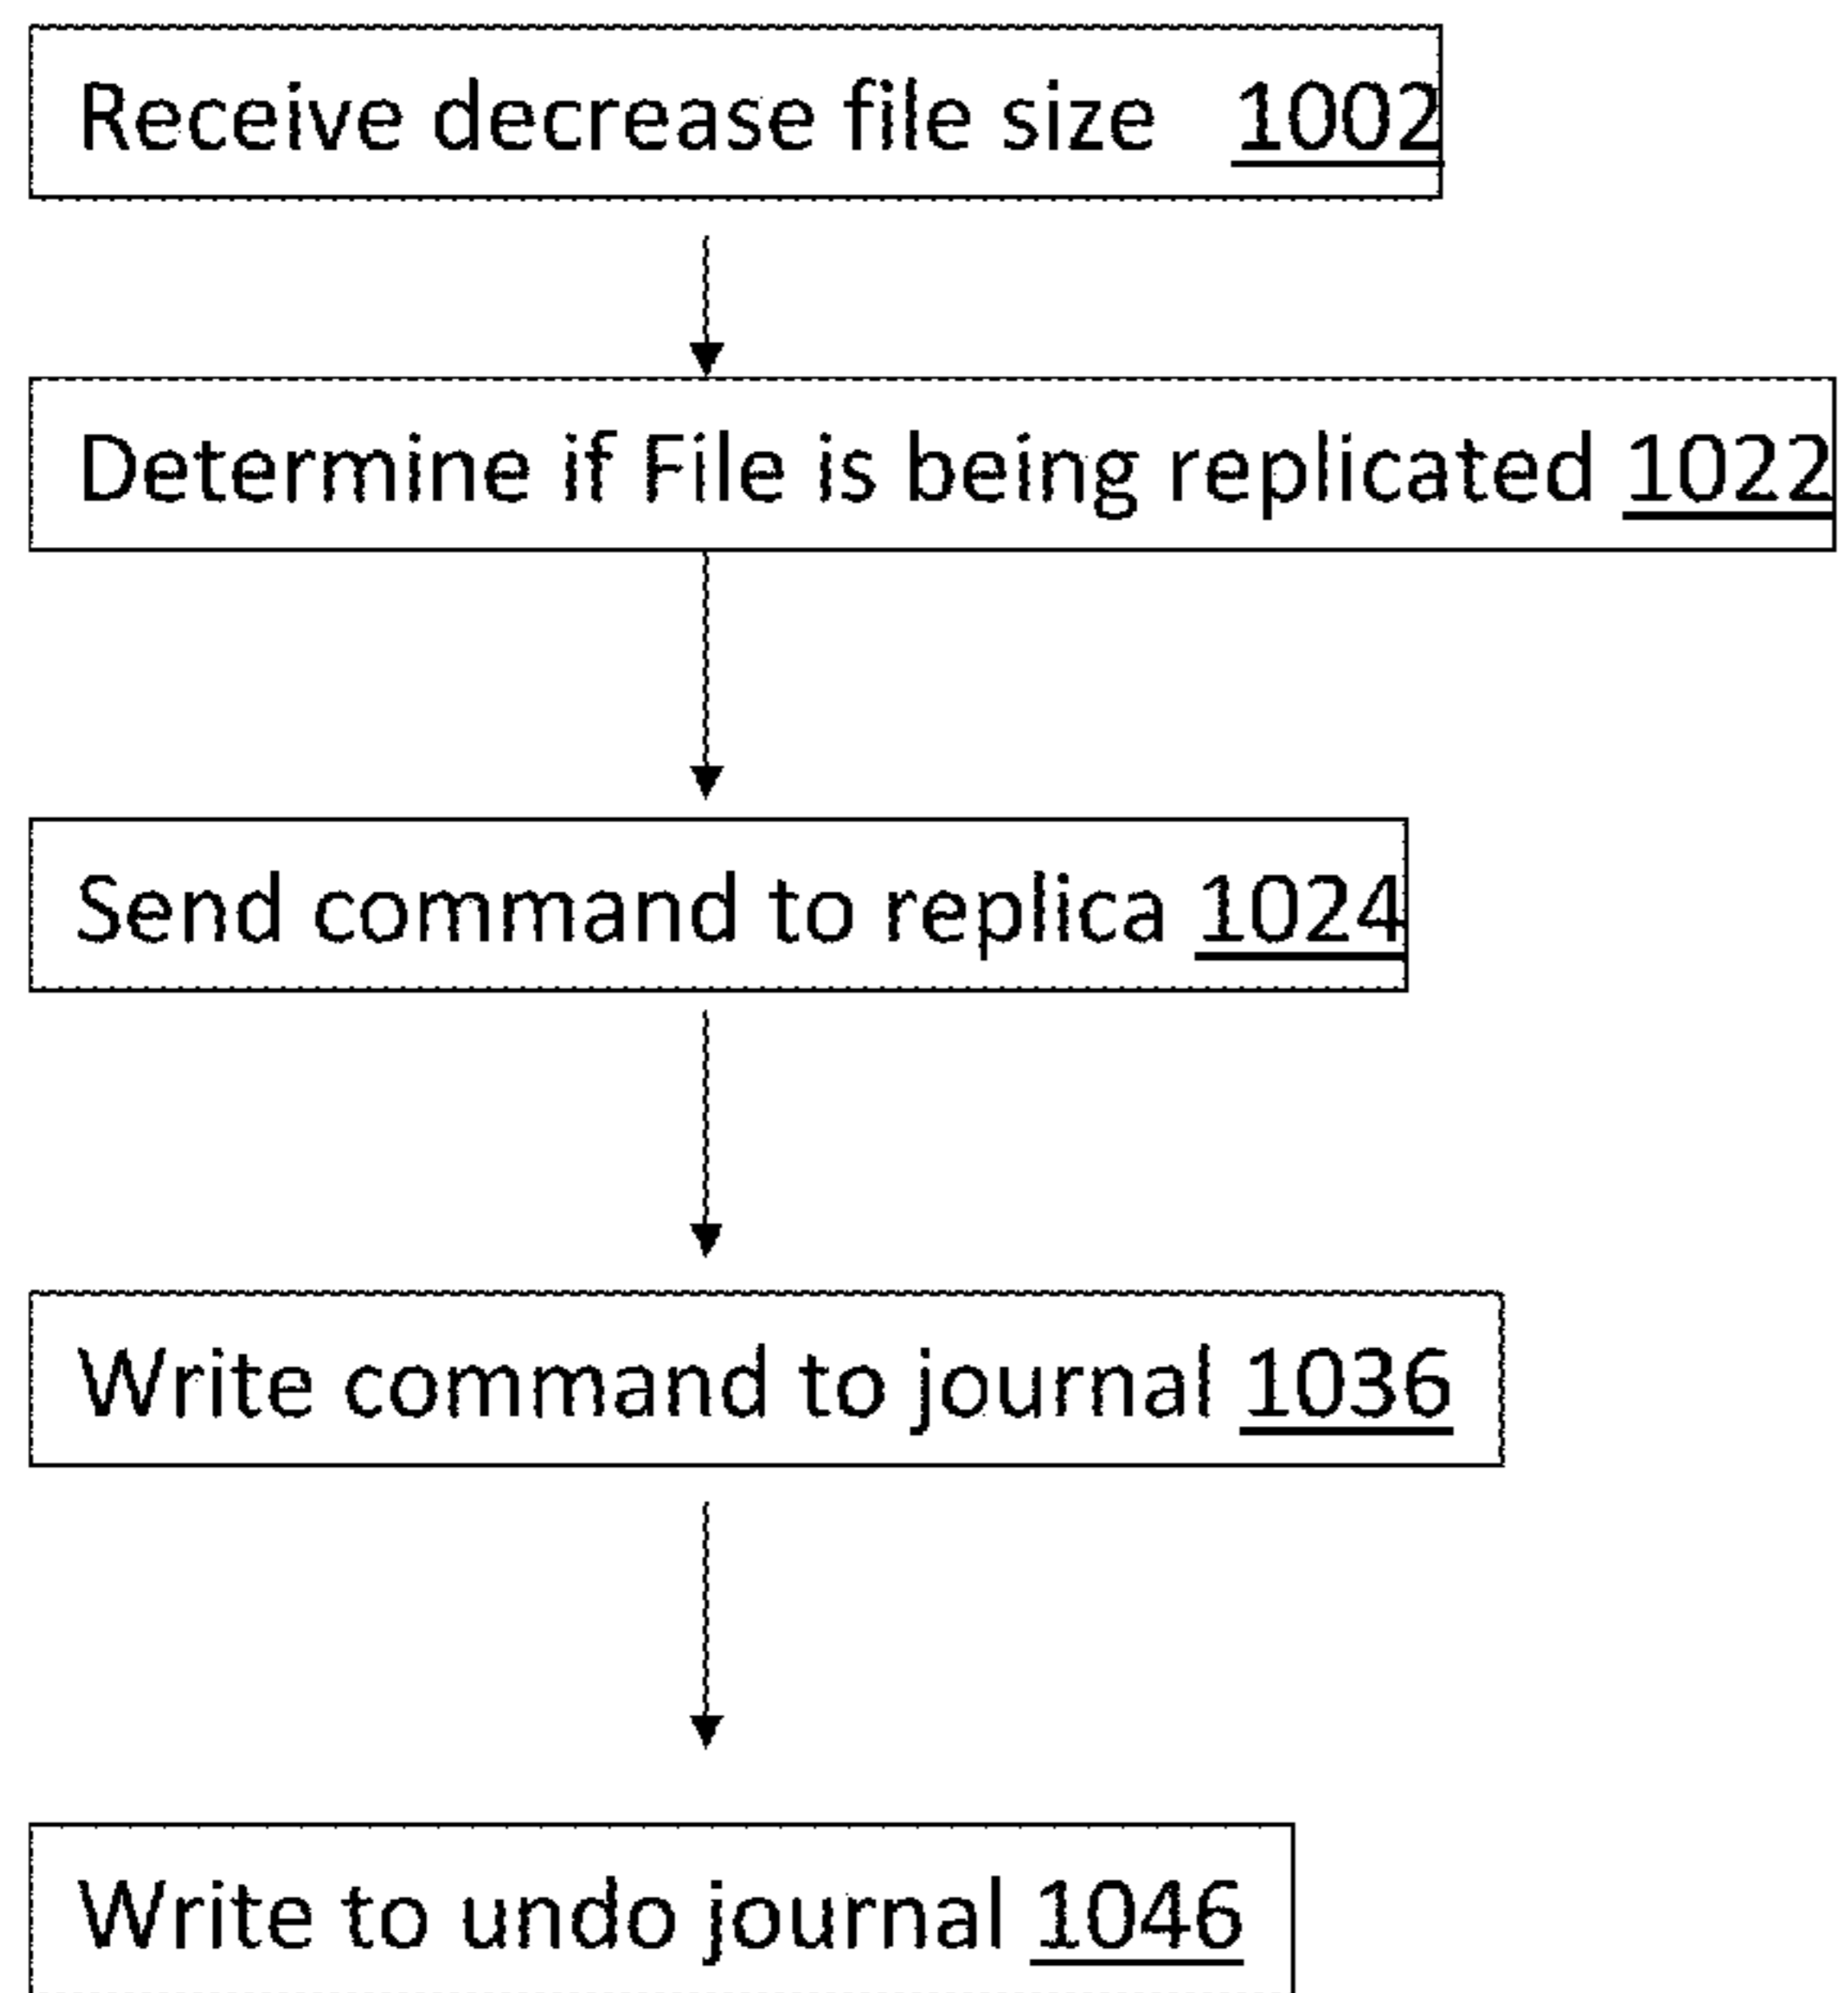 Receive decrease file size 1002
Determine if File is being replicated 1022
Send command to replica 1024
Write command to journal 1036
Write to undo journal 1046